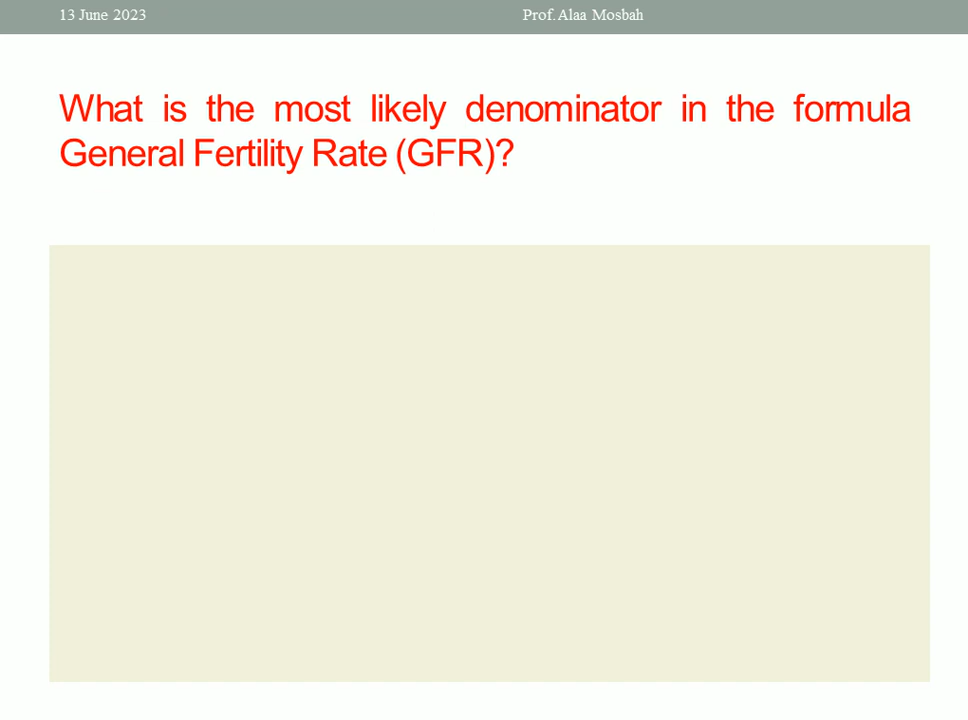 13 June 2023 Prof. Alaa Mosbah
What is the most likely denominator in the formula
General Fertility Rate (GFR)?